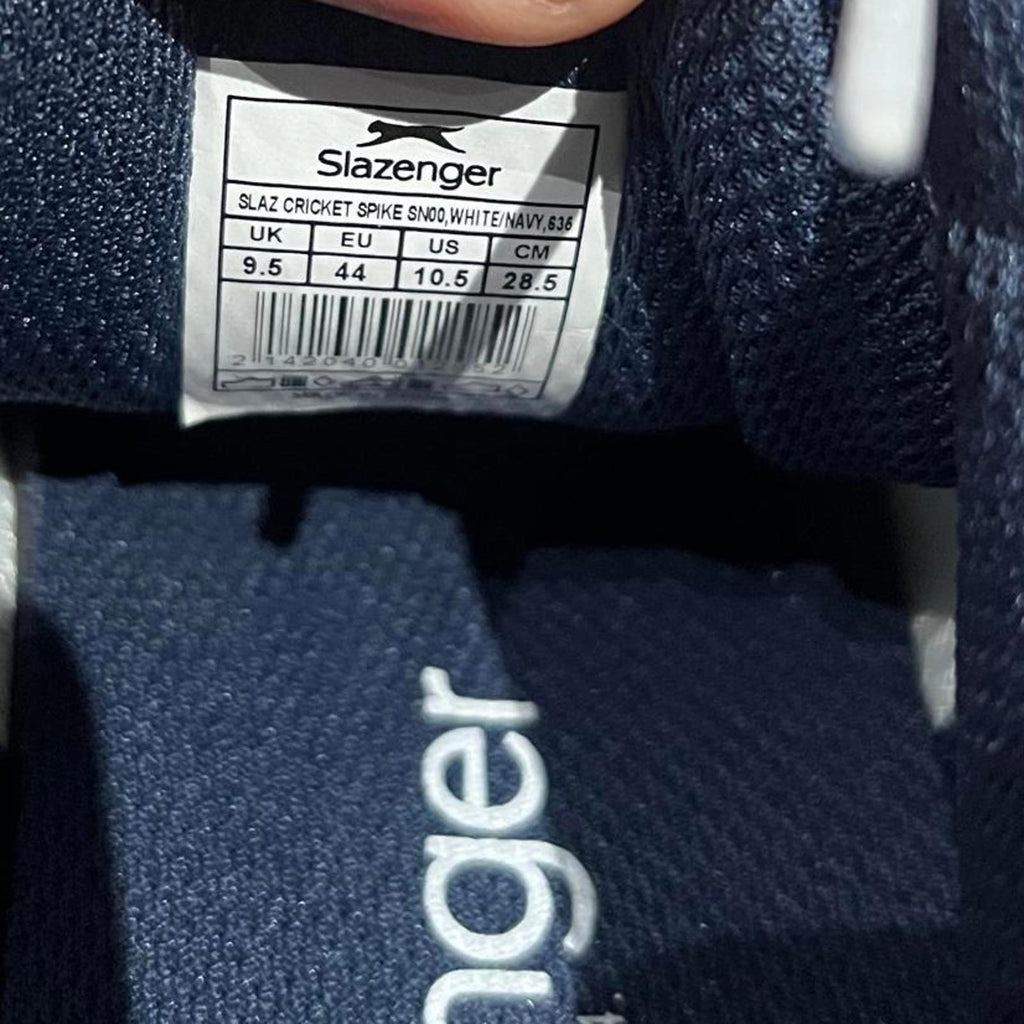 Slazenger
SLAZ CRICKET SPIKE SN00,WHITE/NAVY,636
UK EU US CM
9.5 44 10.5 28.5
nger